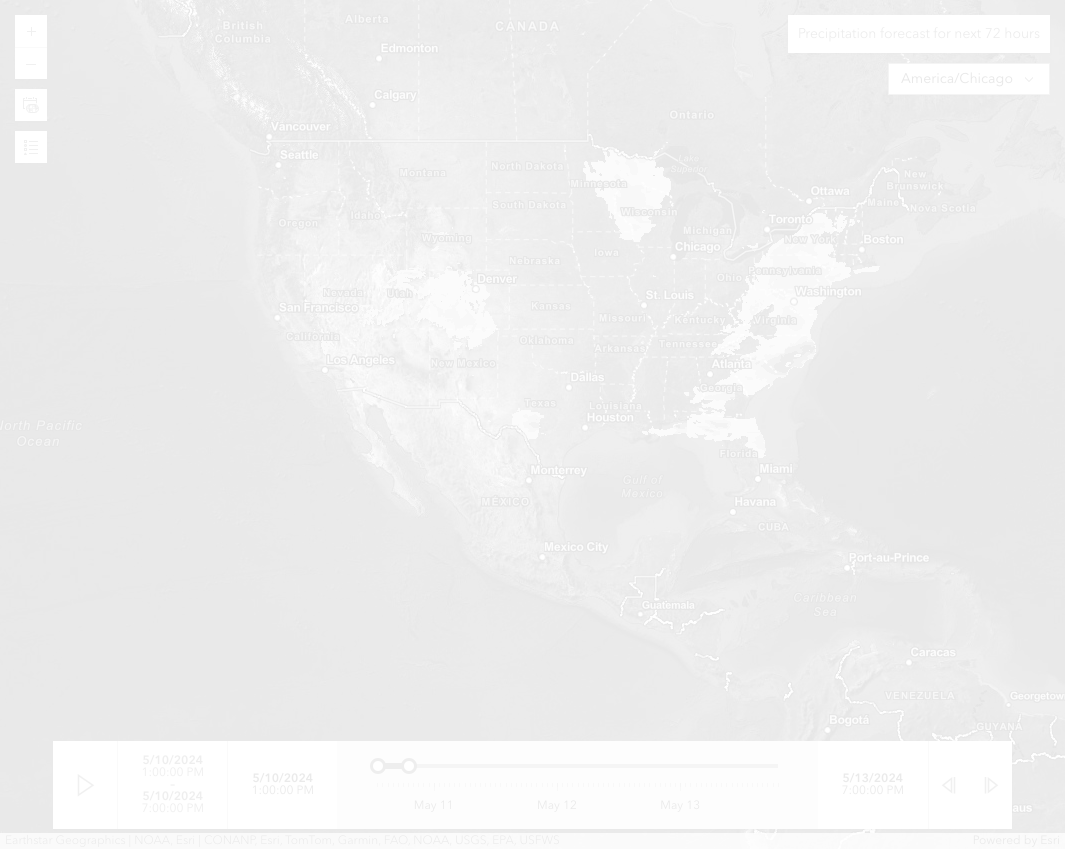 British
Columbia
Alberta
CANADA
Precipitation forecast for next 72 hours
Edmonton
America/Chicago
Calgary
Ontario
Vancouver
Seattle
North Dakota
Montana
Minnesota
New
Brunswick
Ottawa
Maine
Nova Scotia
South Dakota
Wisconsin
Oregon
Idaho
Toronto
Michigan
New York
Boston
Wyoming
Chicago
Iowa
Nebraska
Ohio
Pennsylvania
Denver
Nevada
Utah
St. Louis
Washington
San Francisco
Kansas
Missouri
Kentucky
Virginia
California
Oklahoma
Arkansas
Tennessee
Los Angeles
New Mexico
Atlanta
Dallas
Georgia
Texas
Louisiana
Houston
North Pacific
Ocean
Florida
Monterrey
Miami
Gulf of
Mexico
MÉXICO
Havana
CUBA
Mexico City
Port-au-Prince
Guatemala
Caribbean
Sea
Caracas
VENEZUELA
Georgetow
Bogotá
GUYANA
5/10/2024
1:00:00 PM
-
5/10/2024
7:00:00 PM
5/10/2024
1:00:00 PM
May 11
May 12
May 13
5/13/2024
7:00:00 PM
aus
Earthstar Geographics | NOAA, Esri | CONANP, Esri, TomTom, Garmin, FAO, NOAA, USGS, EPA, USFWS
Powered by Esri